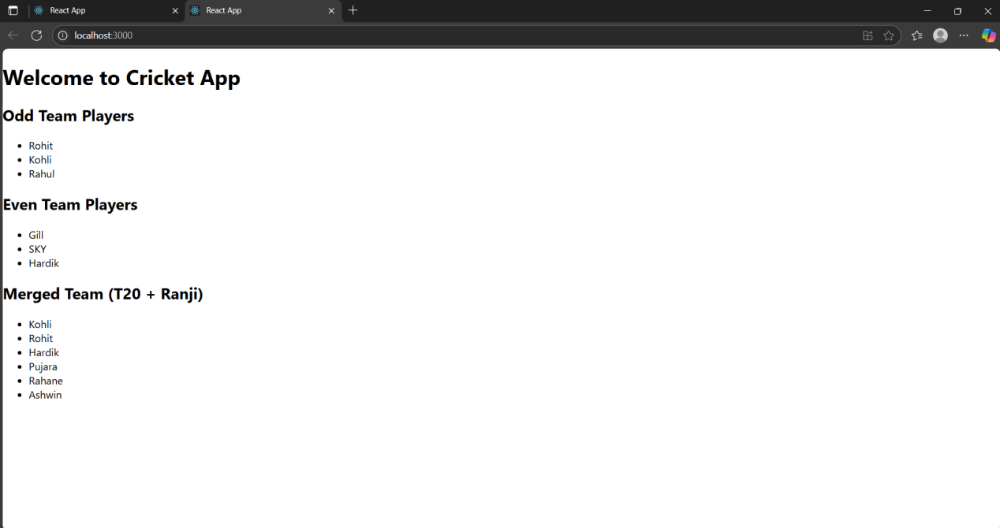 React App
React App
localhost:3000
Welcome to Cricket App
Odd Team Players
Rohit
Kohli
Rahul
Even Team Players
Gill
SKY
Hardik
Merged Team (T20 + Ranji)
Kohli
Rohit
Hardik
Pujara
Rahane
Ashwin